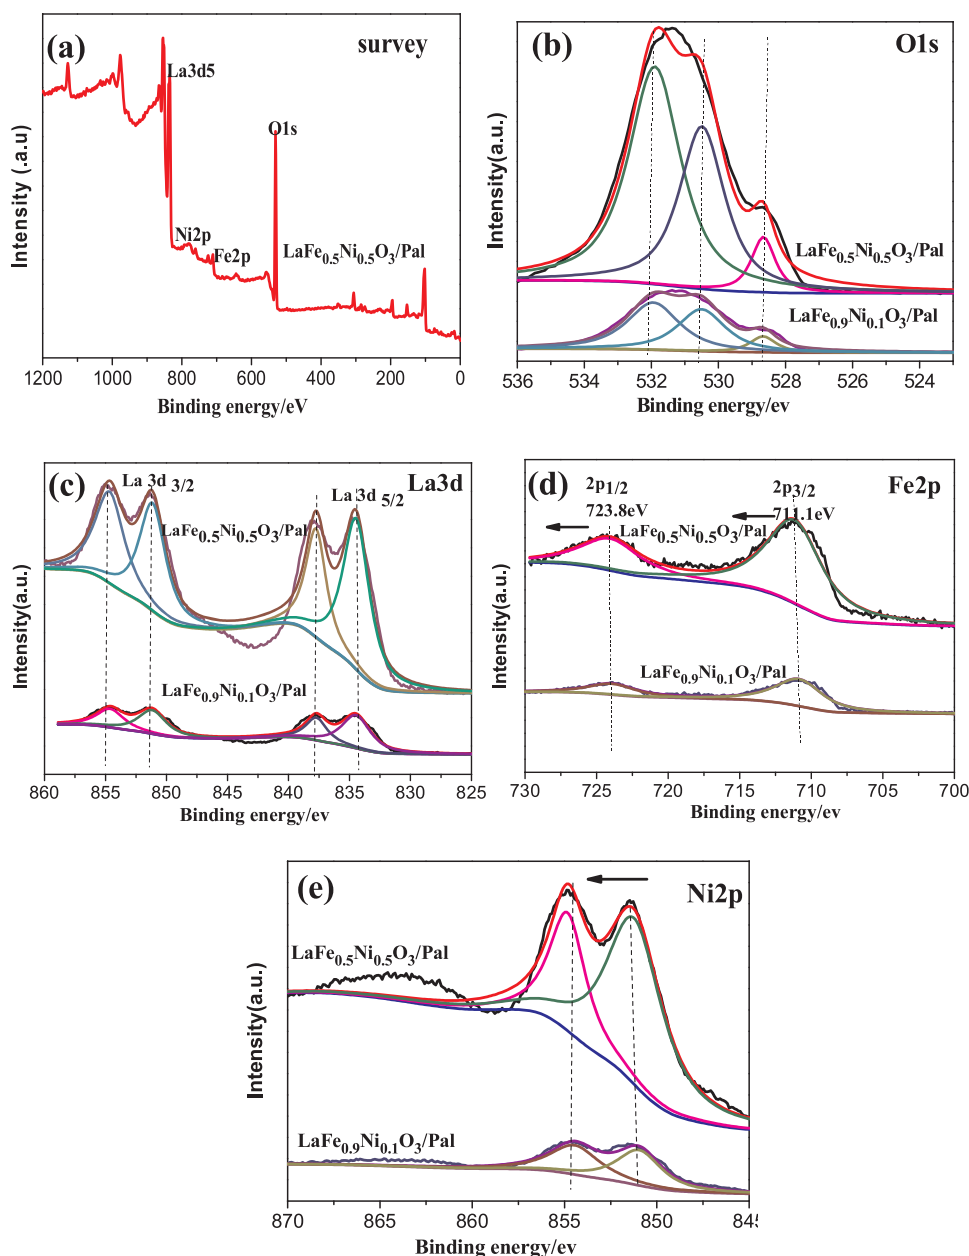 (a)
survey
La3d5
O1s
Ni2p
Fe2p
LaFe0.5Ni0.5O3/Pal
Intensity (.a.u)
1200 1000 800 600 400 200 0
Binding energy/eV
(b)
O1s
LaFe0.5Ni0.5O3/Pal
LaFe0.9Ni0.1O3/Pal
Intensity(a.u.)
536 534 532 530 528 526 524
Binding energy/ev
(c)
La 3d 3/2
La3d
La 3d 5/2
LaFe0.5Ni0.5O3/Pal
LaFe0.9Ni0.1O3/Pal
Intensity(a.u.)
860 855 850 845 840 835 830 825
Binding energy/ev
(d)
2p1/2
723.8eV
2p3/2
711.1eV
Fe2p
LaFe0.5Ni0.5O3/Pal
LaFe0.9Ni0.1O3/Pal
Intensity(a.u.)
730 725 720 715 710 705 700
Binding energy/ev
(e)
Ni2p
LaFe0.5Ni0.5O3/Pal
LaFe0.9Ni0.1O3/Pal
Intensity(a.u.)
870 865 860 855 850 845
Binding energy/ev